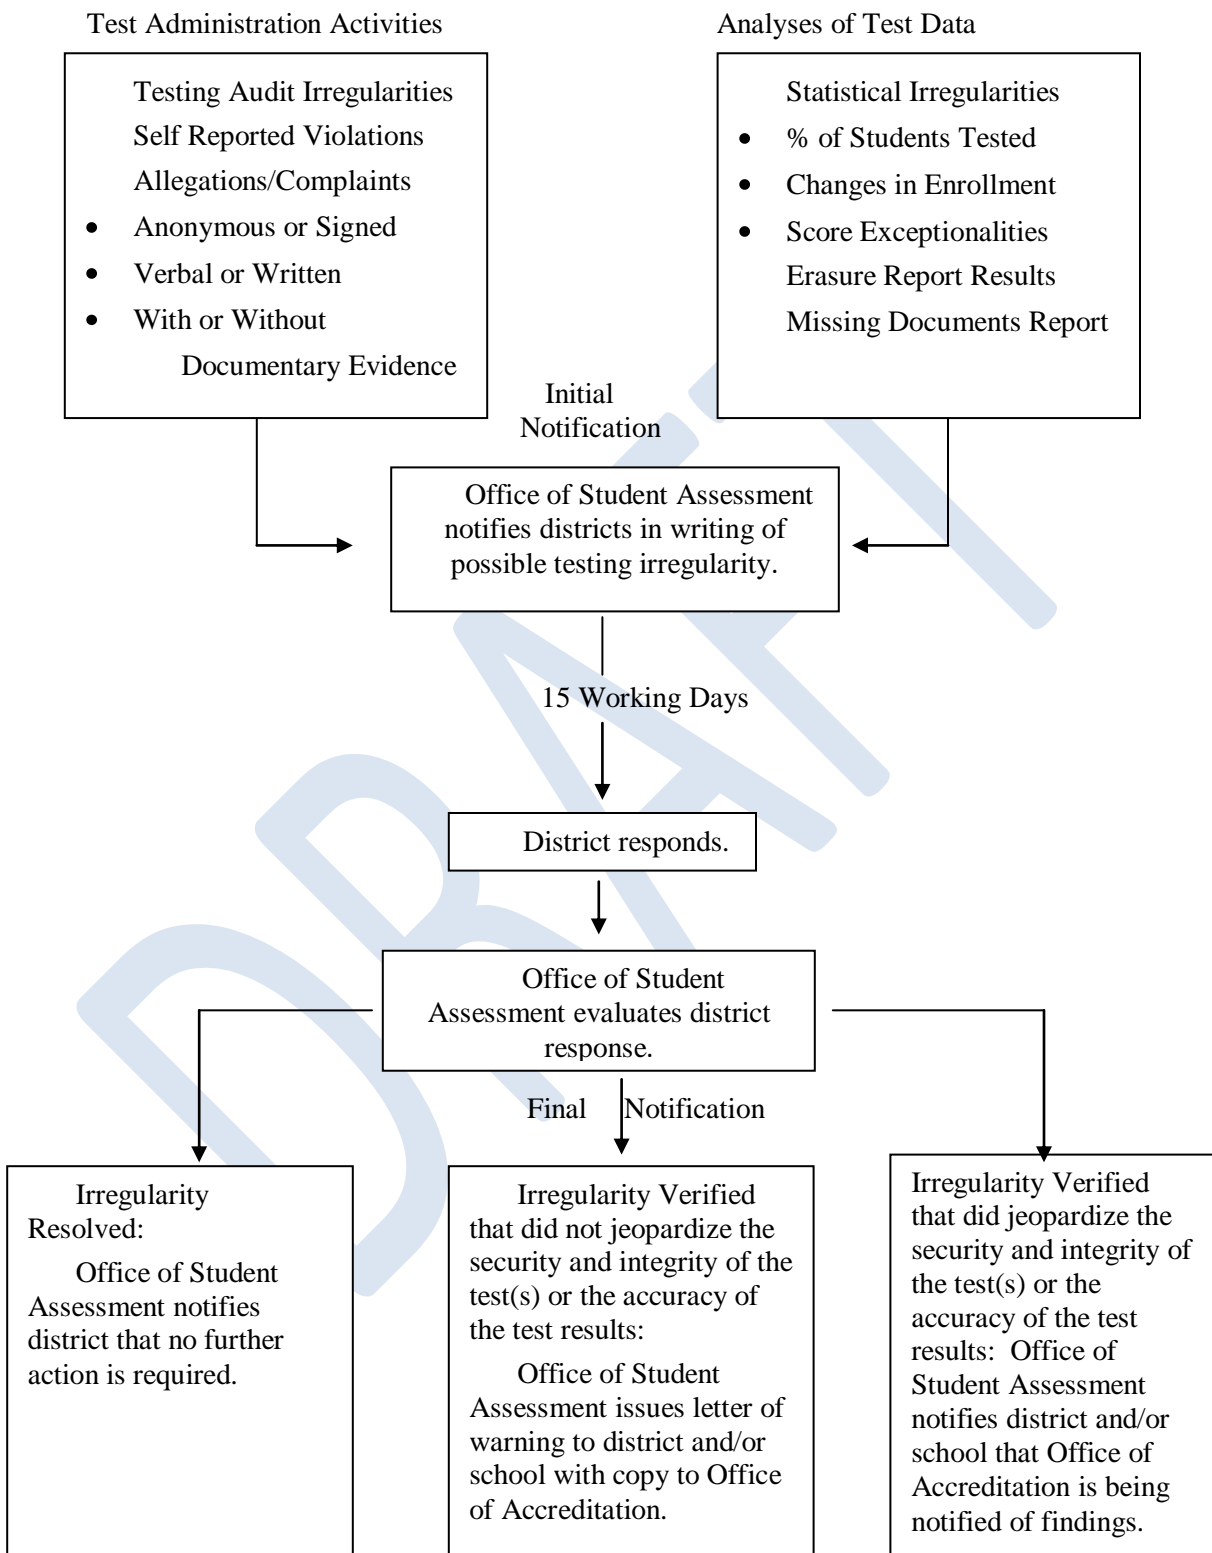 Test Administration Activities
Testing Audit Irregularities
Self Reported Violations
Allegations/Complaints
• Anonymous or Signed
• Verbal or Written
• With or Without
Documentary Evidence
Analyses of Test Data
Statistical Irregularities
• % of Students Tested
• Changes in Enrollment
• Score Exceptionalities
Erasure Report Results
Missing Documents Report
Initial
Notification
Office of Student Assessment
notifies districts in writing of
possible testing irregularity.
15 Working Days
District responds.
Office of Student
Assessment evaluates district
response.
Final Notification
Irregularity
Resolved:
Office of Student
Assessment notifies
district that no further
action is required.
Irregularity Verified
that did not jeopardize the
security and integrity of the
test(s) or the accuracy of
the test results:
Office of Student
Assessment issues letter of
warning to district and/or
school with copy to Office
of Accreditation.
Irregularity Verified
that did jeopardize the
security and integrity of
the test(s) or the
accuracy of the test
results: Office of
Student Assessment
notifies district and/or
school that Office of
Accreditation is being
notified of findings.
DRAFT